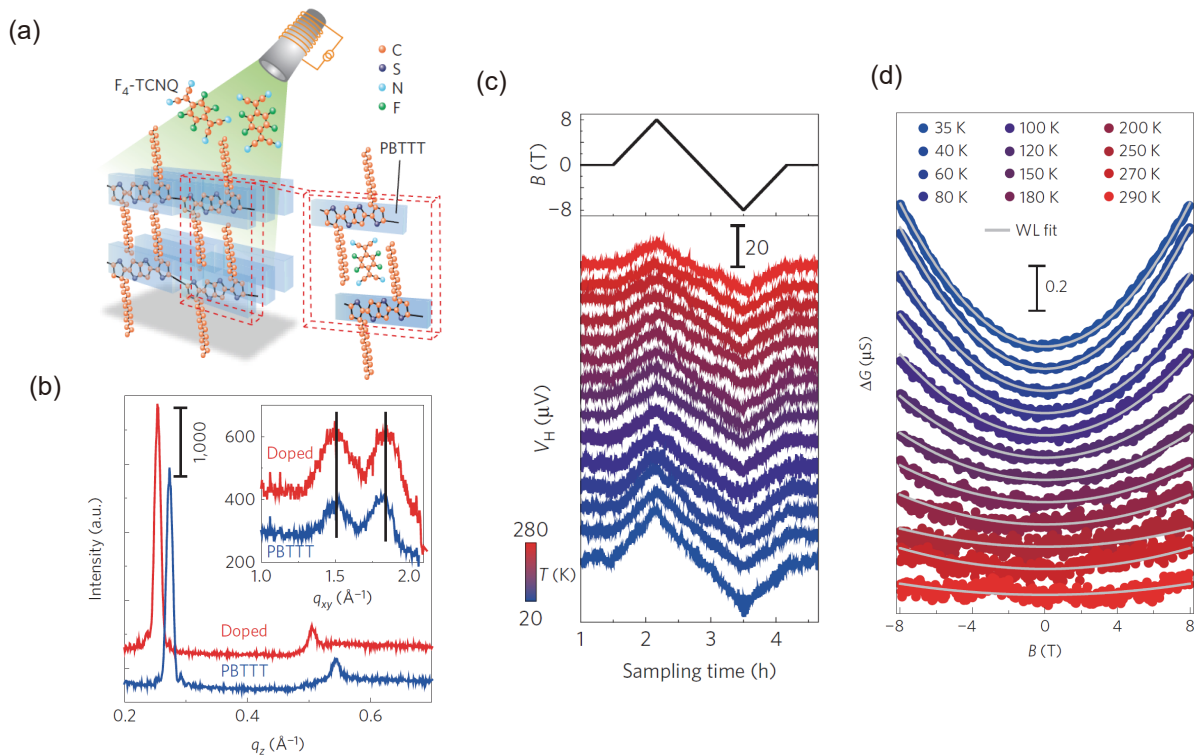 (a)
F4-TCNQ
C
S
N
F
PBTTT
(b)
1,000
600
400
200
Doped
PBTTT
1.0 1.5 2.0
qxy (Å−1)
Intensity (a.u.)
Doped
PBTTT
0.2 0.4 0.6
qz (Å−1)
(c)
8
0
−8
B (T)
20
VH (μV)
280
T (K)
20
1 2 3 4
Sampling time (h)
(d)
35 K 100 K 200 K
40 K 120 K 250 K
60 K 150 K 270 K
80 K 180 K 290 K
WL fit
0.2
ΔG (μS)
−8 −4 0 4 8
B (T)